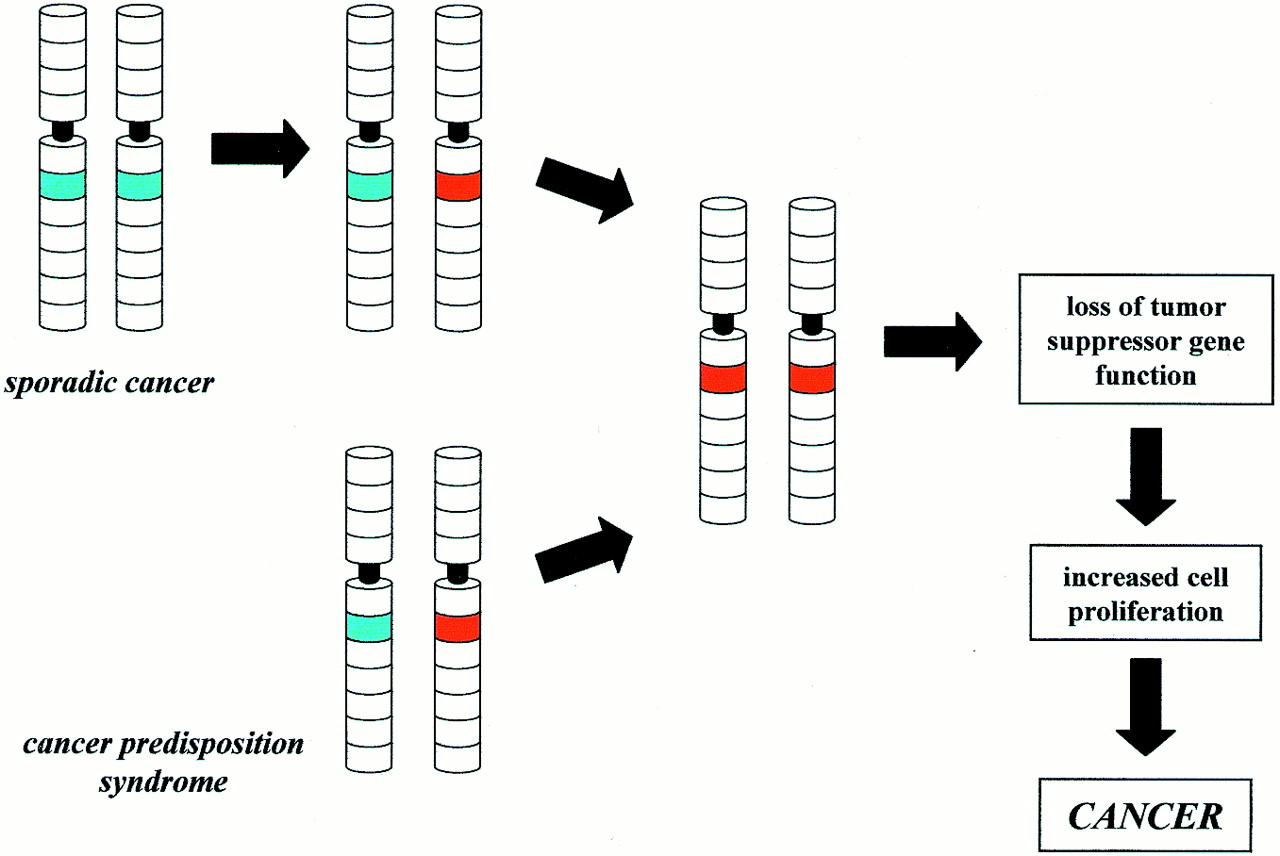 sporadic cancer
cancer predisposition
syndrome
loss of tumor
suppressor gene
function
increased cell
proliferation
CANCER